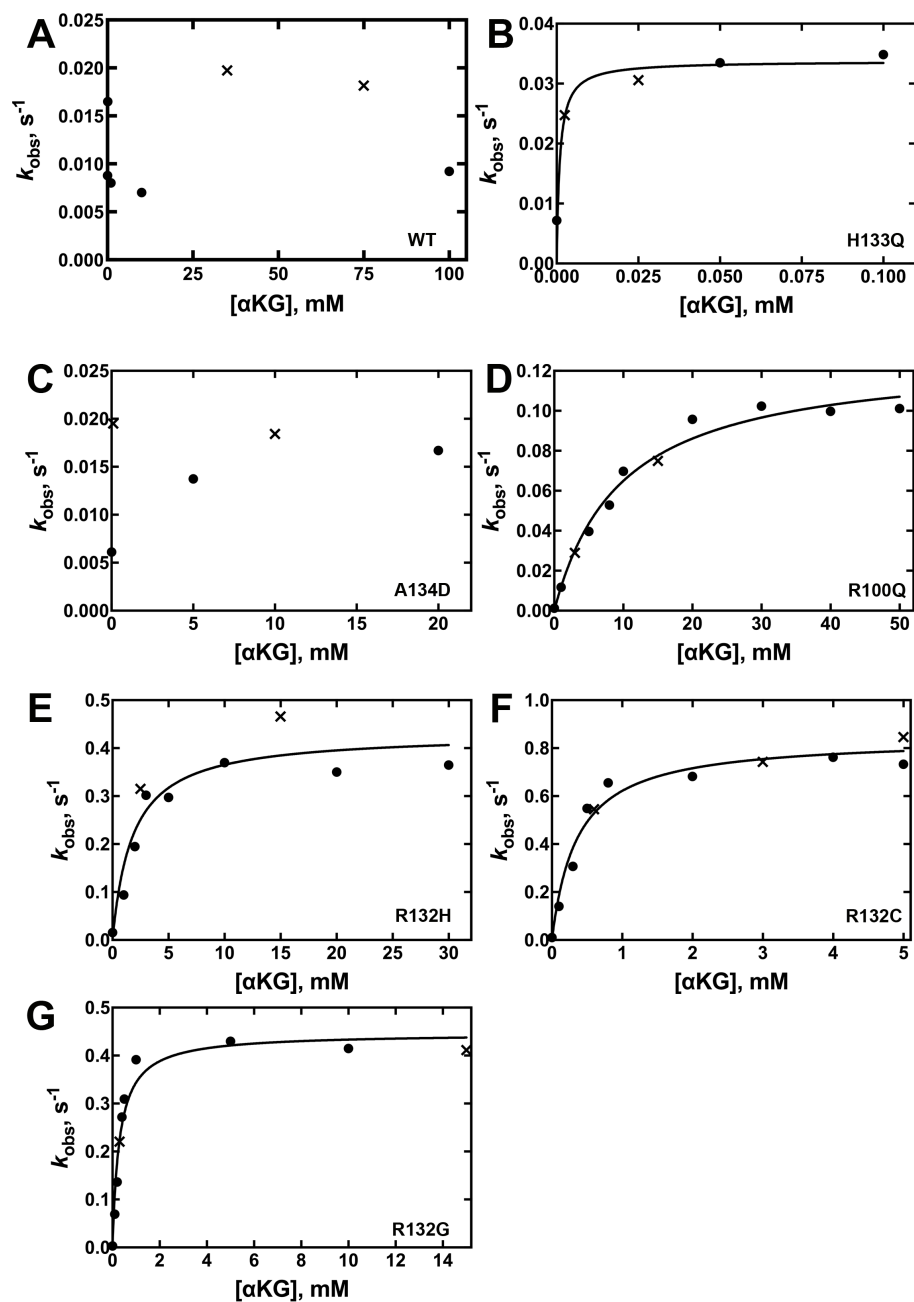 A
0.025
0.020
0.015
0.010
0.005
0.000
kobs, s-1
0 25 50 75 100
[αKG], mM
WT
B
0.04
0.03
0.02
0.01
0.00
kobs, s-1
0.000 0.025 0.050 0.075 0.100
[αKG], mM
H133Q
C
0.025
0.020
0.015
0.010
0.005
0.000
kobs, s-1
0 5 10 15 20
[αKG], mM
A134D
D
0.12
0.10
0.08
0.06
0.04
0.02
0.00
kobs, s-1
0 10 20 30 40 50
[αKG], mM
R100Q
E
0.5
0.4
0.3
0.2
0.1
0.0
kobs, s-1
0 5 10 15 20 25 30
[αKG], mM
R132H
F
1.0
0.8
0.6
0.4
0.2
0.0
kobs, s-1
0 1 2 3 4 5
[αKG], mM
R132C
G
0.5
0.4
0.3
0.2
0.1
0.0
kobs, s-1
0 2 4 6 8 10 12 14
[αKG], mM
R132G